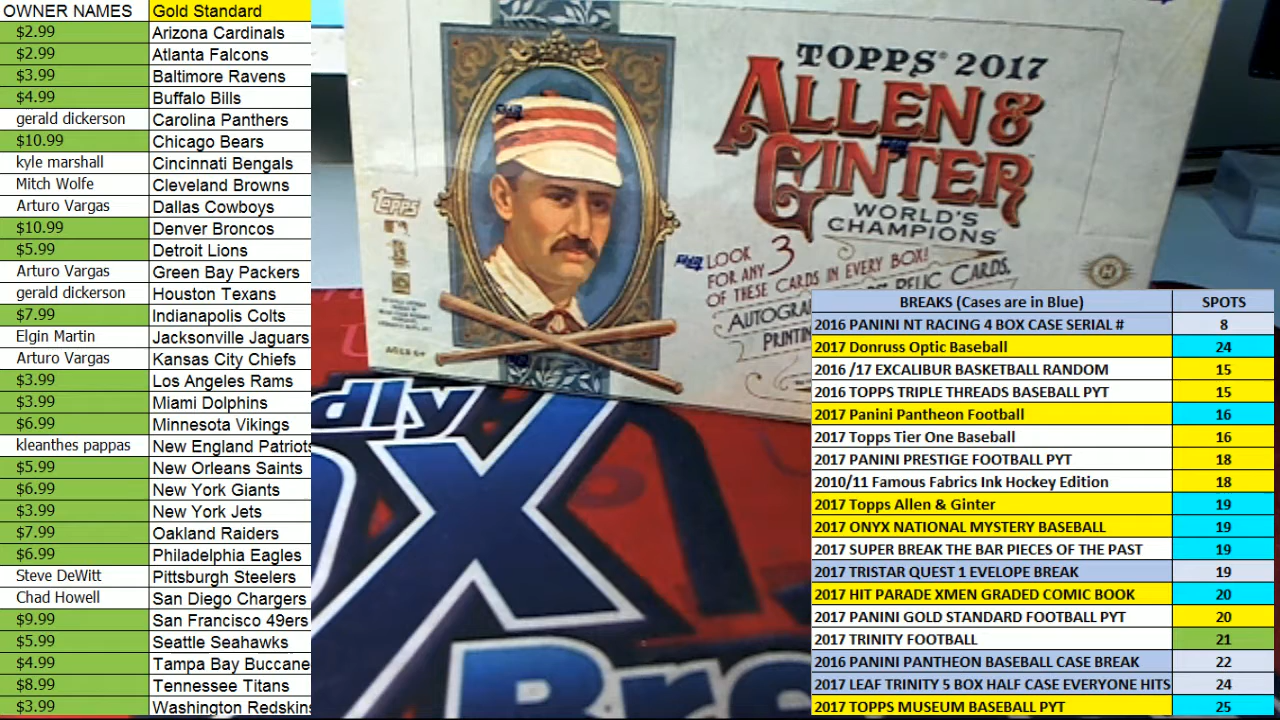 OWNER NAMES Gold Standard
$2.99 Arizona Cardinals
$2.99 Atlanta Falcons
$3.99 Baltimore Ravens
$4.99 Buffalo Bills
gerald dickerson Carolina Panthers
$10.99 Chicago Bears
kyle marshall Cincinnati Bengals
Mitch Wolfe Cleveland Browns
Arturo Vargas Dallas Cowboys
$10.99 Denver Broncos
$5.99 Detroit Lions
Arturo Vargas Green Bay Packers
gerald dickerson Houston Texans
$7.99 Indianapolis Colts
Elgin Martin Jacksonville Jaguars
Arturo Vargas Kansas City Chiefs
$3.99 Los Angeles Rams
$3.99 Miami Dolphins
$6.99 Minnesota Vikings
kleanthes pappas New England Patriots
$5.99 New Orleans Saints
$6.99 New York Giants
$3.99 New York Jets
$7.99 Oakland Raiders
$6.99 Philadelphia Eagles
Steve DeWitt Pittsburgh Steelers
Chad Howell San Diego Chargers
$9.99 San Francisco 49ers
$5.99 Seattle Seahawks
$4.99 Tampa Bay Buccane
$8.99 Tennessee Titans
$3.99 Washington Redskins
TOPPS 2017
ALLEN &
GINTER
WORLD'S
CHAMPIONS
Topps
LOOK
FOR ANY 3
OF THESE CARDS IN EVERY BOX!
AUTOGRA RELIC CARDS,
PRINTIN
AGES 6+
dly
X
Bre
BREAKS (Cases are in Blue) SPOTS
2016 PANINI NT RACING 4 BOX CASE SERIAL # 8
2017 Donruss Optic Baseball 24
2016 /17 EXCALIBUR BASKETBALL RANDOM 15
2016 TOPPS TRIPLE THREADS BASEBALL PYT 15
2017 Panini Pantheon Football 16
2017 Topps Tier One Baseball 16
2017 PANINI PRESTIGE FOOTBALL PYT 18
2010/11 Famous Fabrics Ink Hockey Edition 18
2017 Topps Allen & Ginter 19
2017 ONYX NATIONAL MYSTERY BASEBALL 19
2017 SUPER BREAK THE BAR PIECES OF THE PAST 19
2017 TRISTAR QUEST 1 EVELOPE BREAK 19
2017 HIT PARADE XMEN GRADED COMIC BOOK 20
2017 PANINI GOLD STANDARD FOOTBALL PYT 20
2017 TRINITY FOOTBALL 21
2016 PANINI PANTHEON BASEBALL CASE BREAK 22
2017 LEAF TRINITY 5 BOX HALF CASE EVERYONE HITS 24
2017 TOPPS MUSEUM BASEBALL PYT 25